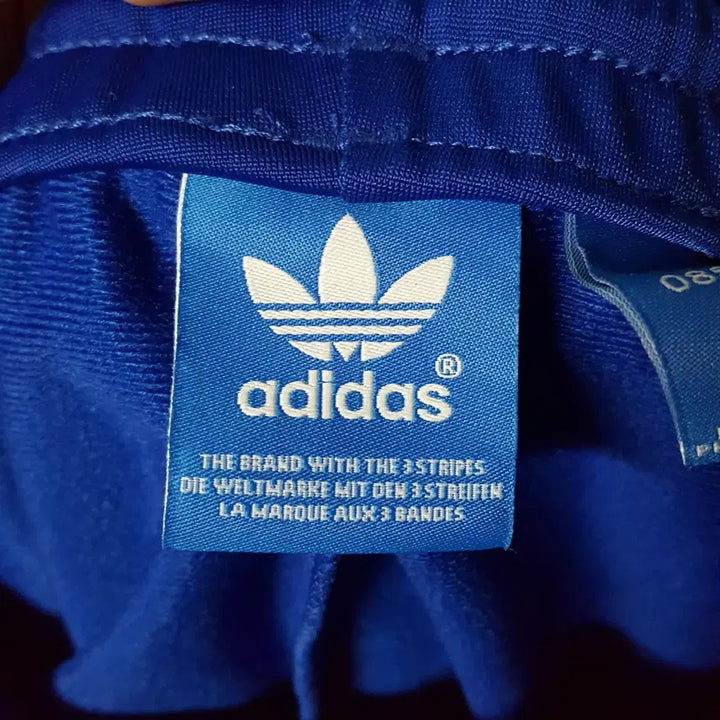 adidas®
THE BRAND WITH THE 3 STRIPES
DIE WELTMARKE MIT DEN 3 STREIFEN
LA MARQUE AUX 3 BANDES